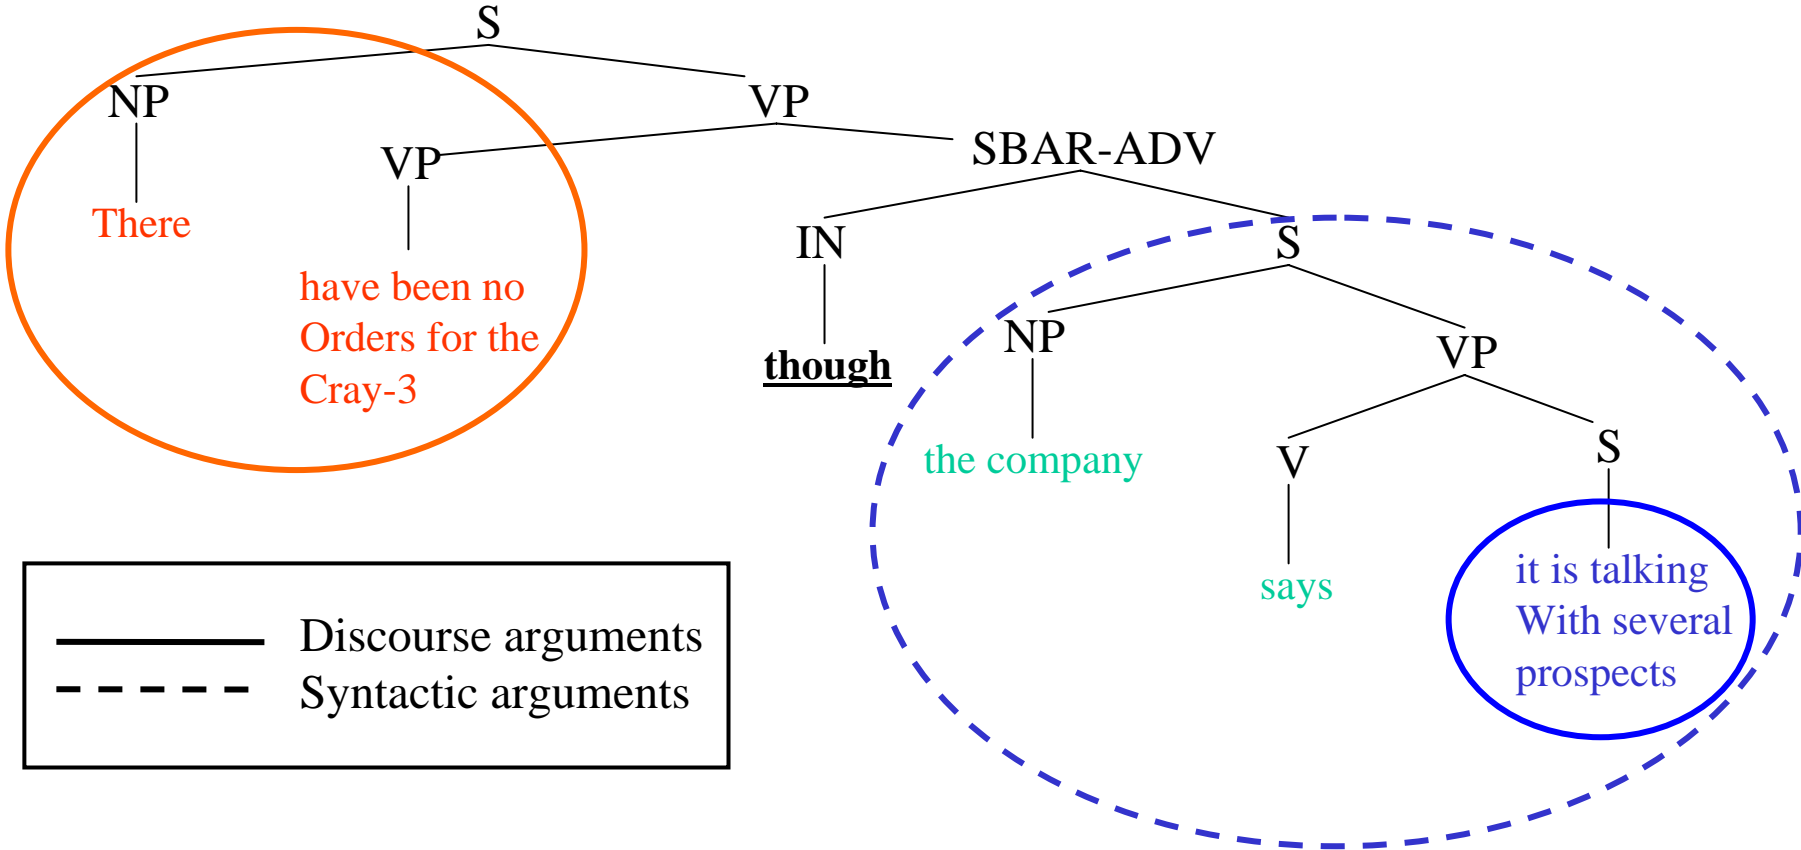 S
NP
VP
VP
SBAR-ADV
There
IN
S
have been no
Orders for the
Cray-3
though
NP
VP
the company
V
S
says
it is talking
With several
prospects
Discourse arguments
Syntactic arguments